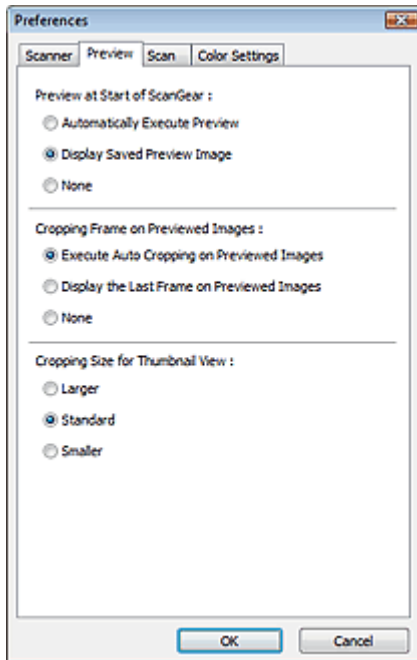 Preferences
Scanner Preview Scan Color Settings
Preview at Start of ScanGear :
Automatically Execute Preview
Display Saved Preview Image
None
Cropping Frame on Previewed Images :
Execute Auto Cropping on Previewed Images
Display the Last Frame on Previewed Images
None
Cropping Size for Thumbnail View :
Larger
Standard
Smaller
OK Cancel